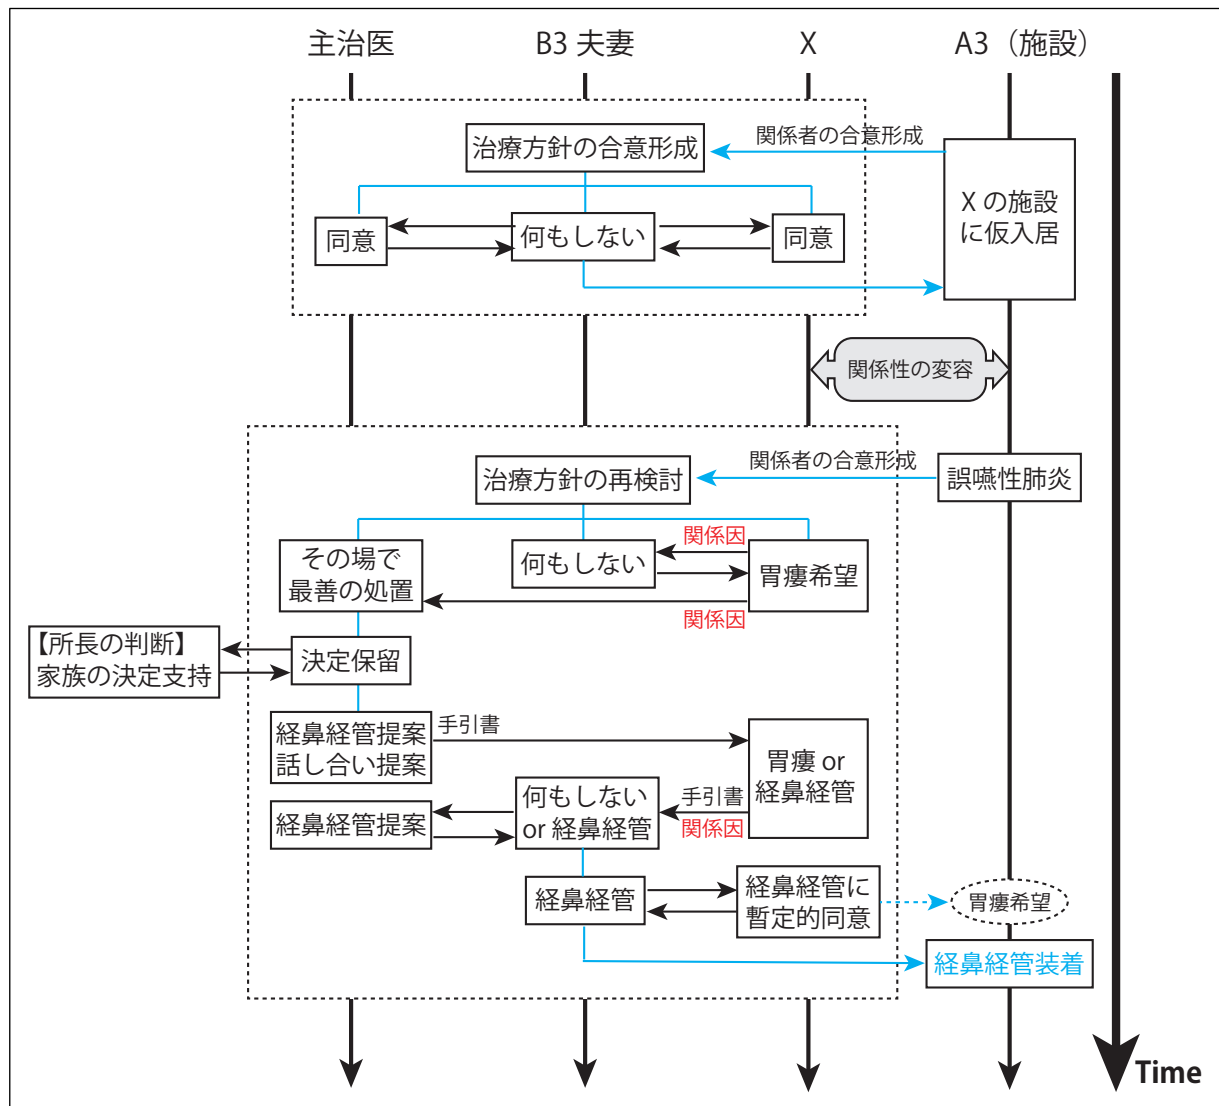 主治医
B3 夫妻
X
A3（施設）
治療方針の合意形成
関係者の合意形成
X の施設
に仮入居
同意
何もしない
同意
関係性の変容
治療方針の再検討
関係者の合意形成
誤嚥性肺炎
その場で
最善の処置
何もしない
関係因
胃瘻希望
関係因
【所長の判断】
家族の決定支持
決定保留
経鼻経管提案
話し合い提案
手引書
胃瘻 or
経鼻経管
経鼻経管提案
何もしない
or 経鼻経管
手引書
関係因
経鼻経管
経鼻経管に
暫定的同意
胃瘻希望
経鼻経管装着
Time